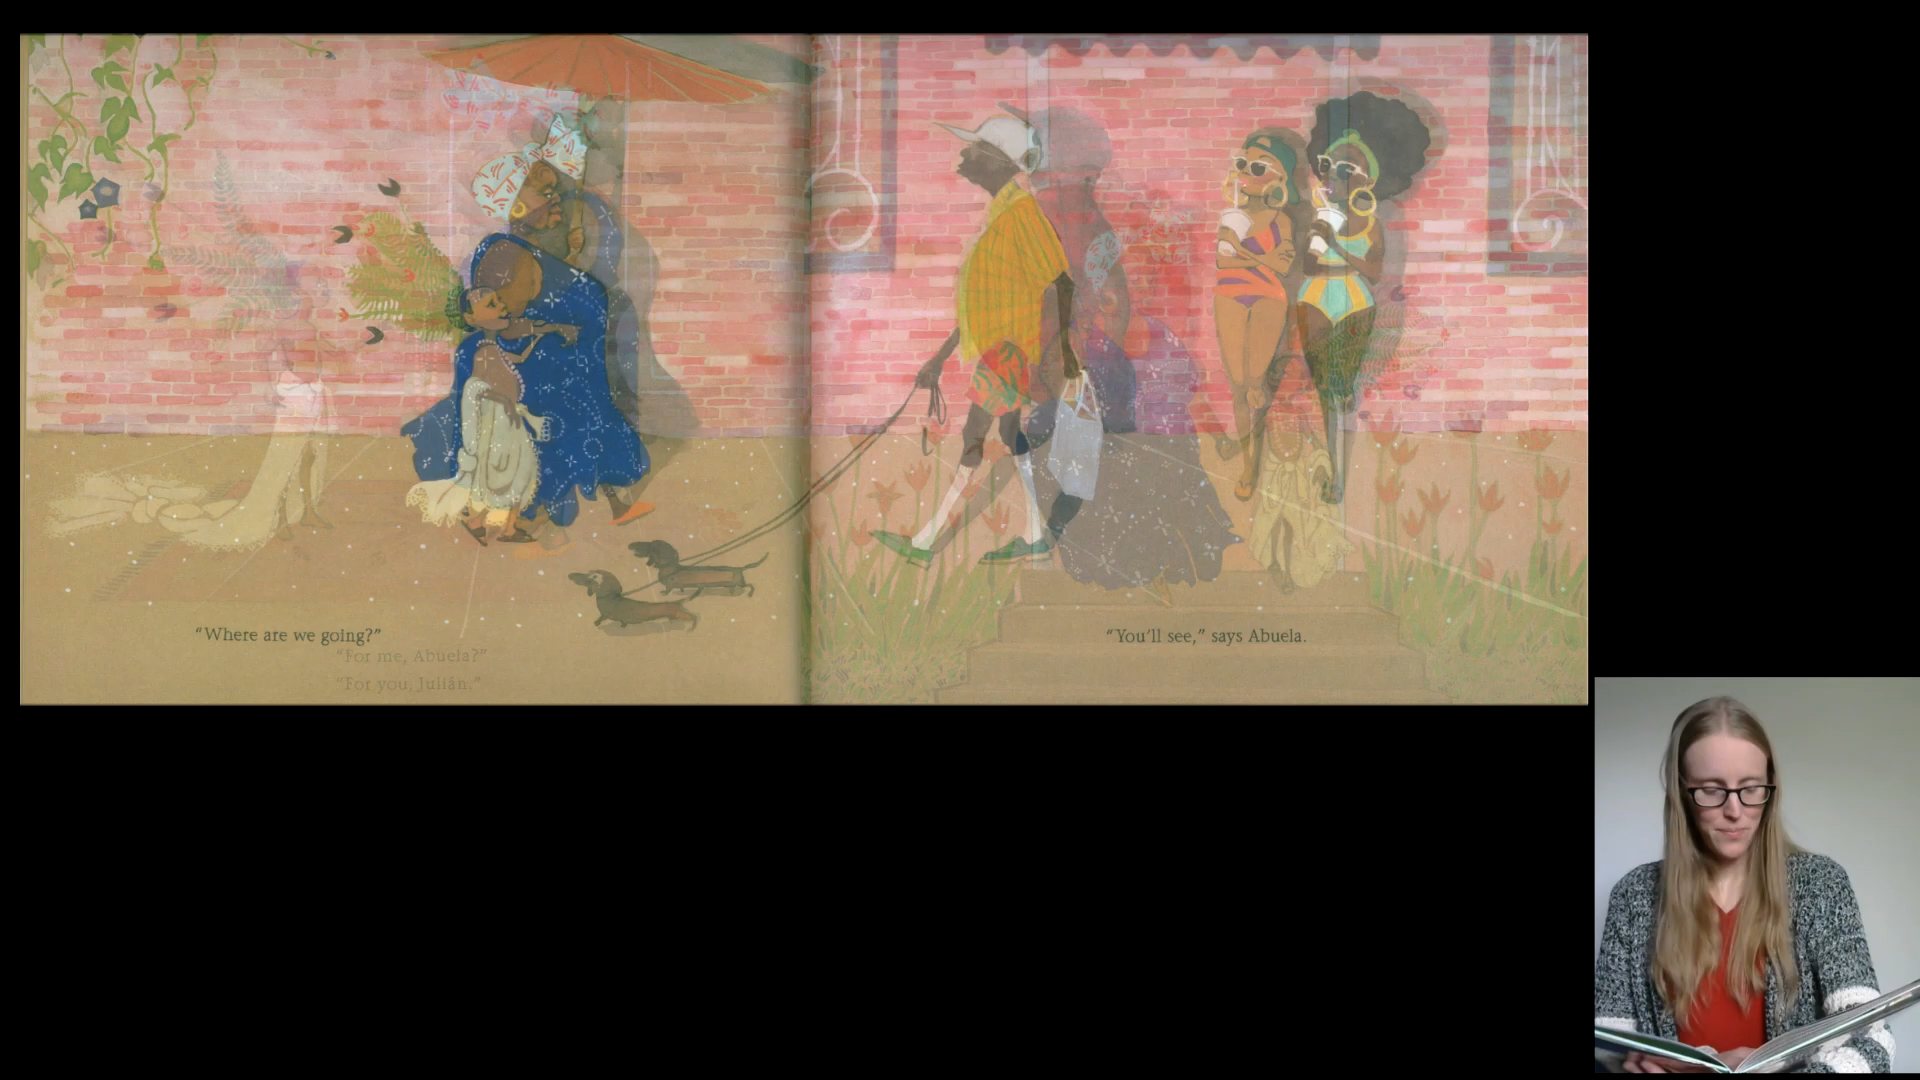 “Where are we going?”
“For me, Abuela?”
“For you, Julián.”
“You’ll see,” says Abuela.